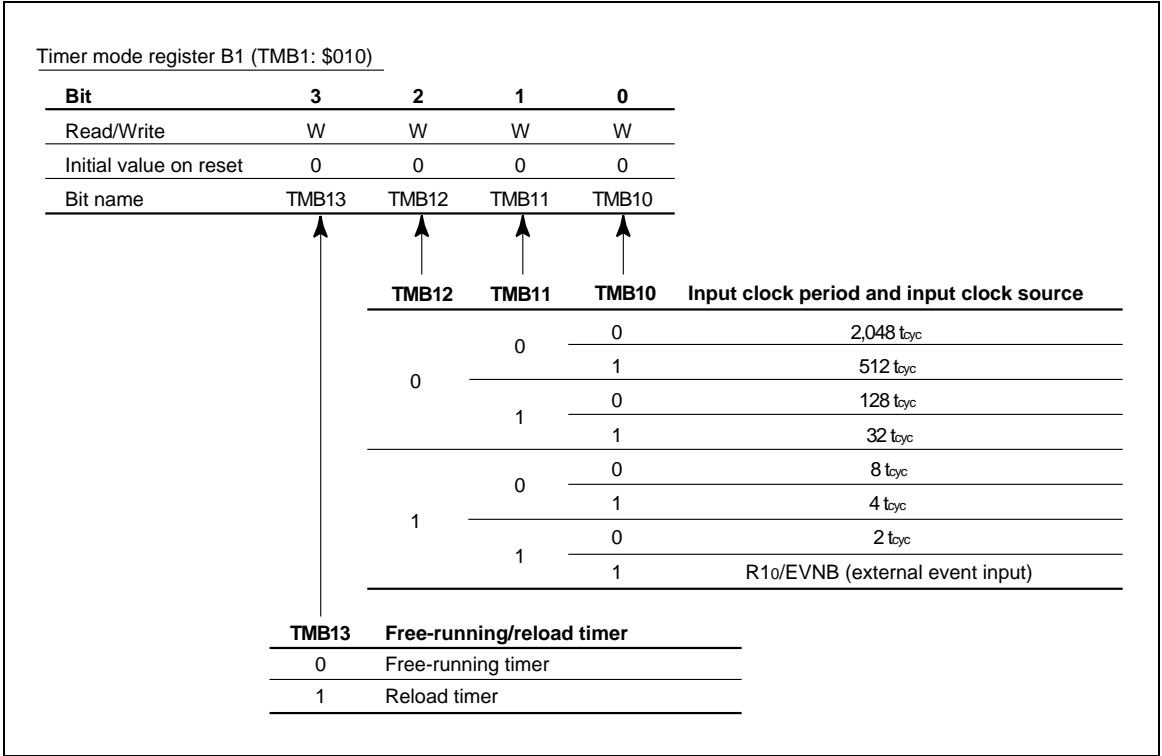 Timer mode register B1 (TMB1: $010)
Bit 3 2 1 0
Read/Write W W W W
Initial value on reset 0 0 0 0
Bit name TMB13 TMB12 TMB11 TMB10
TMB12 TMB11 TMB10 Input clock period and input clock source
0 0 0 2,048 tcyc
1 512 tcyc
1 0 128 tcyc
1 32 tcyc
1 0 0 8 tcyc
1 4 tcyc
1 0 2 tcyc
1 R10/EVNB (external event input)
TMB13 Free-running/reload timer
0 Free-running timer
1 Reload timer